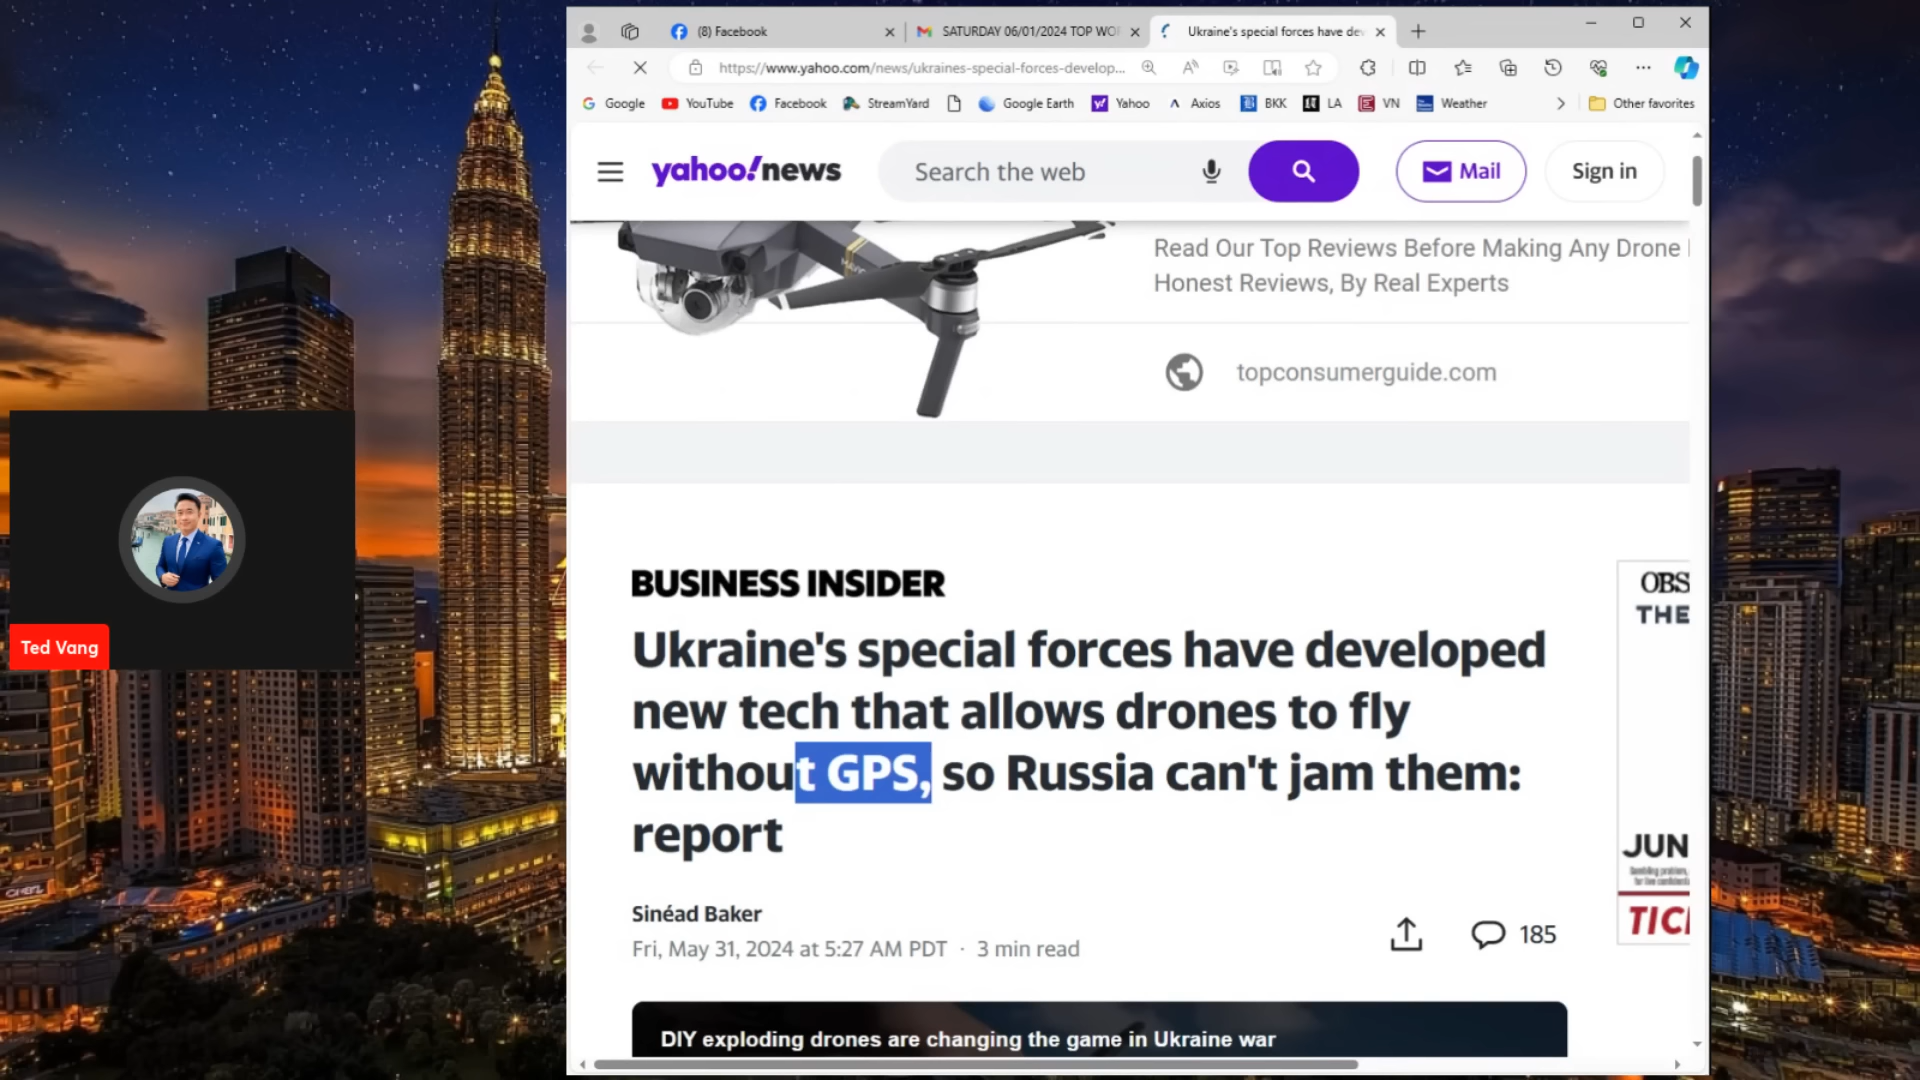 (8) Facebook
SATURDAY 06/01/2024 TOP WO
Ukraine's special forces have dev
https://www.yahoo.com/news/ukraines-special-forces-develop...
Google
YouTube
Facebook
StreamYard
Google Earth
Yahoo
Axios
BKK
LA
VN
Weather
Other favorites
yahoo!news
Search the web
Mail
Sign in
Read Our Top Reviews Before Making Any Drone
Honest Reviews, By Real Experts
topconsumerguide.com
BUSINESS INSIDER
Ukraine's special forces have developed
new tech that allows drones to fly
without GPS, so Russia can't jam them:
report
Sinéad Baker
Fri, May 31, 2024 at 5:27 AM PDT · 3 min read
185
OBS
THE
JUN
TIC
DIY exploding drones are changing the game in Ukraine war
Ted Vang